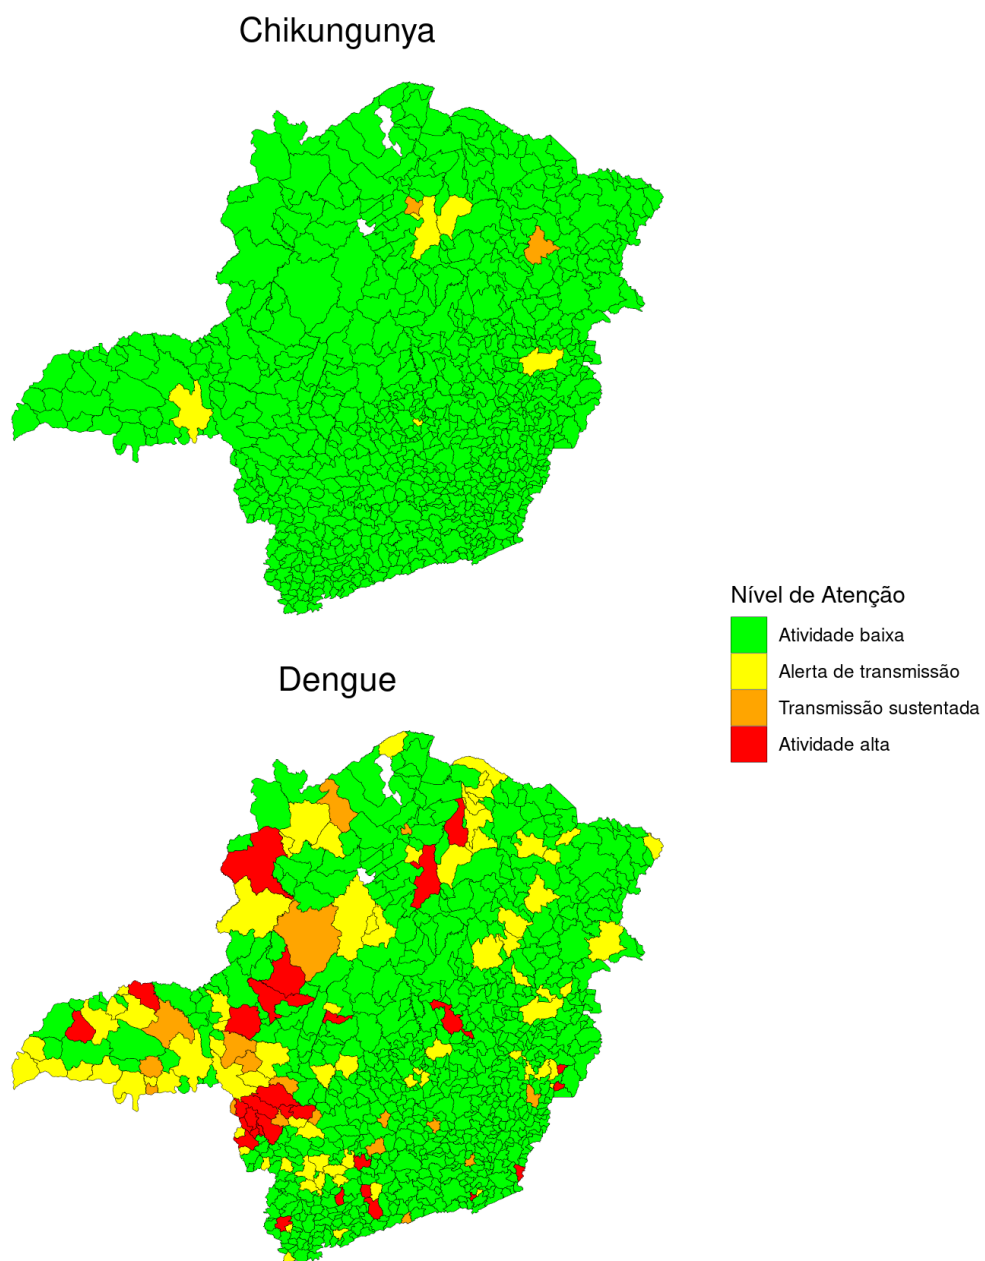 Chikungunya
Nível de Atenção
Atividade baixa
Alerta de transmissão
Transmissão sustentada
Atividade alta
Dengue